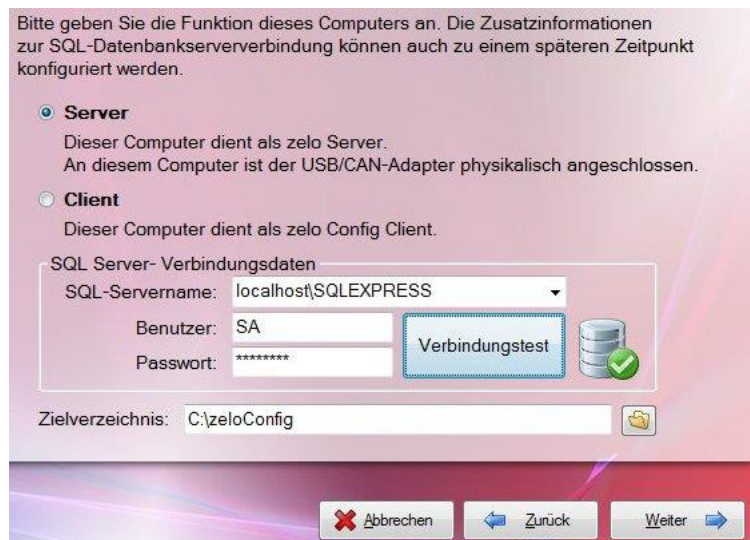 Bitte geben Sie die Funktion dieses Computers an. Die Zusatzinformationen
zur SQL-Datenbankserververbindung können auch zu einem späteren Zeitpunkt
konfiguriert werden.
Server
Dieser Computer dient als zelo Server.
An diesem Computer ist der USB/CAN-Adapter physikalisch angeschlossen.
Client
Dieser Computer dient als zelo Config Client.
SQL Server- Verbindungsdaten
SQL-Servername: localhost\SQLEXPRESS
Benutzer: SA
Verbindungstest
Passwort: ********
Zielverzeichnis: C:\zeloConfig
Abbrechen Zurück Weiter